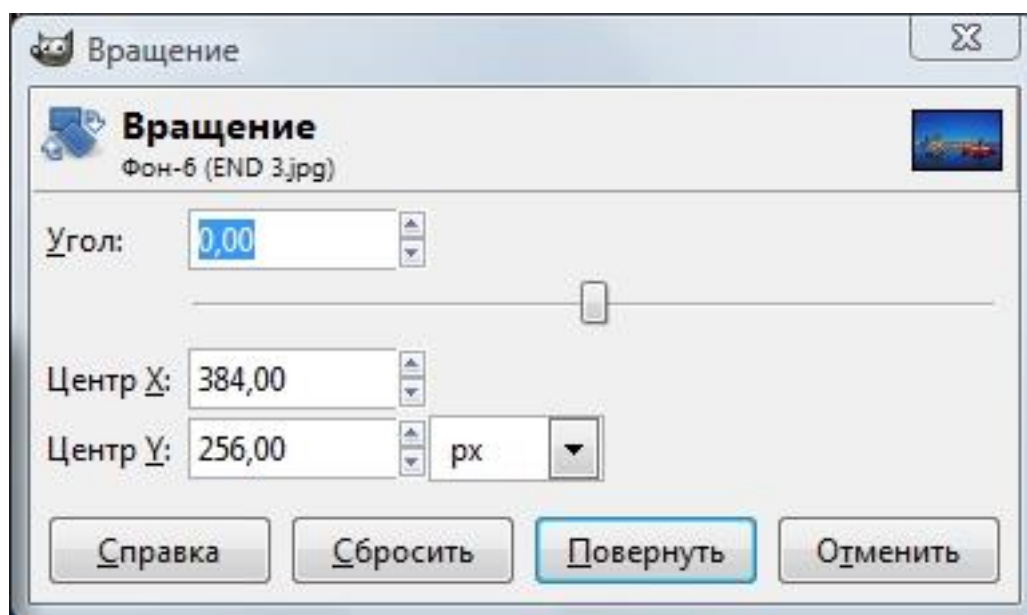 Вращение
Вращение
Фон-6 (END 3.jpg)
Угол: 0,00
Центр X: 384,00
Центр Y: 256,00 px
Справка Сбросить Повернуть Отменить